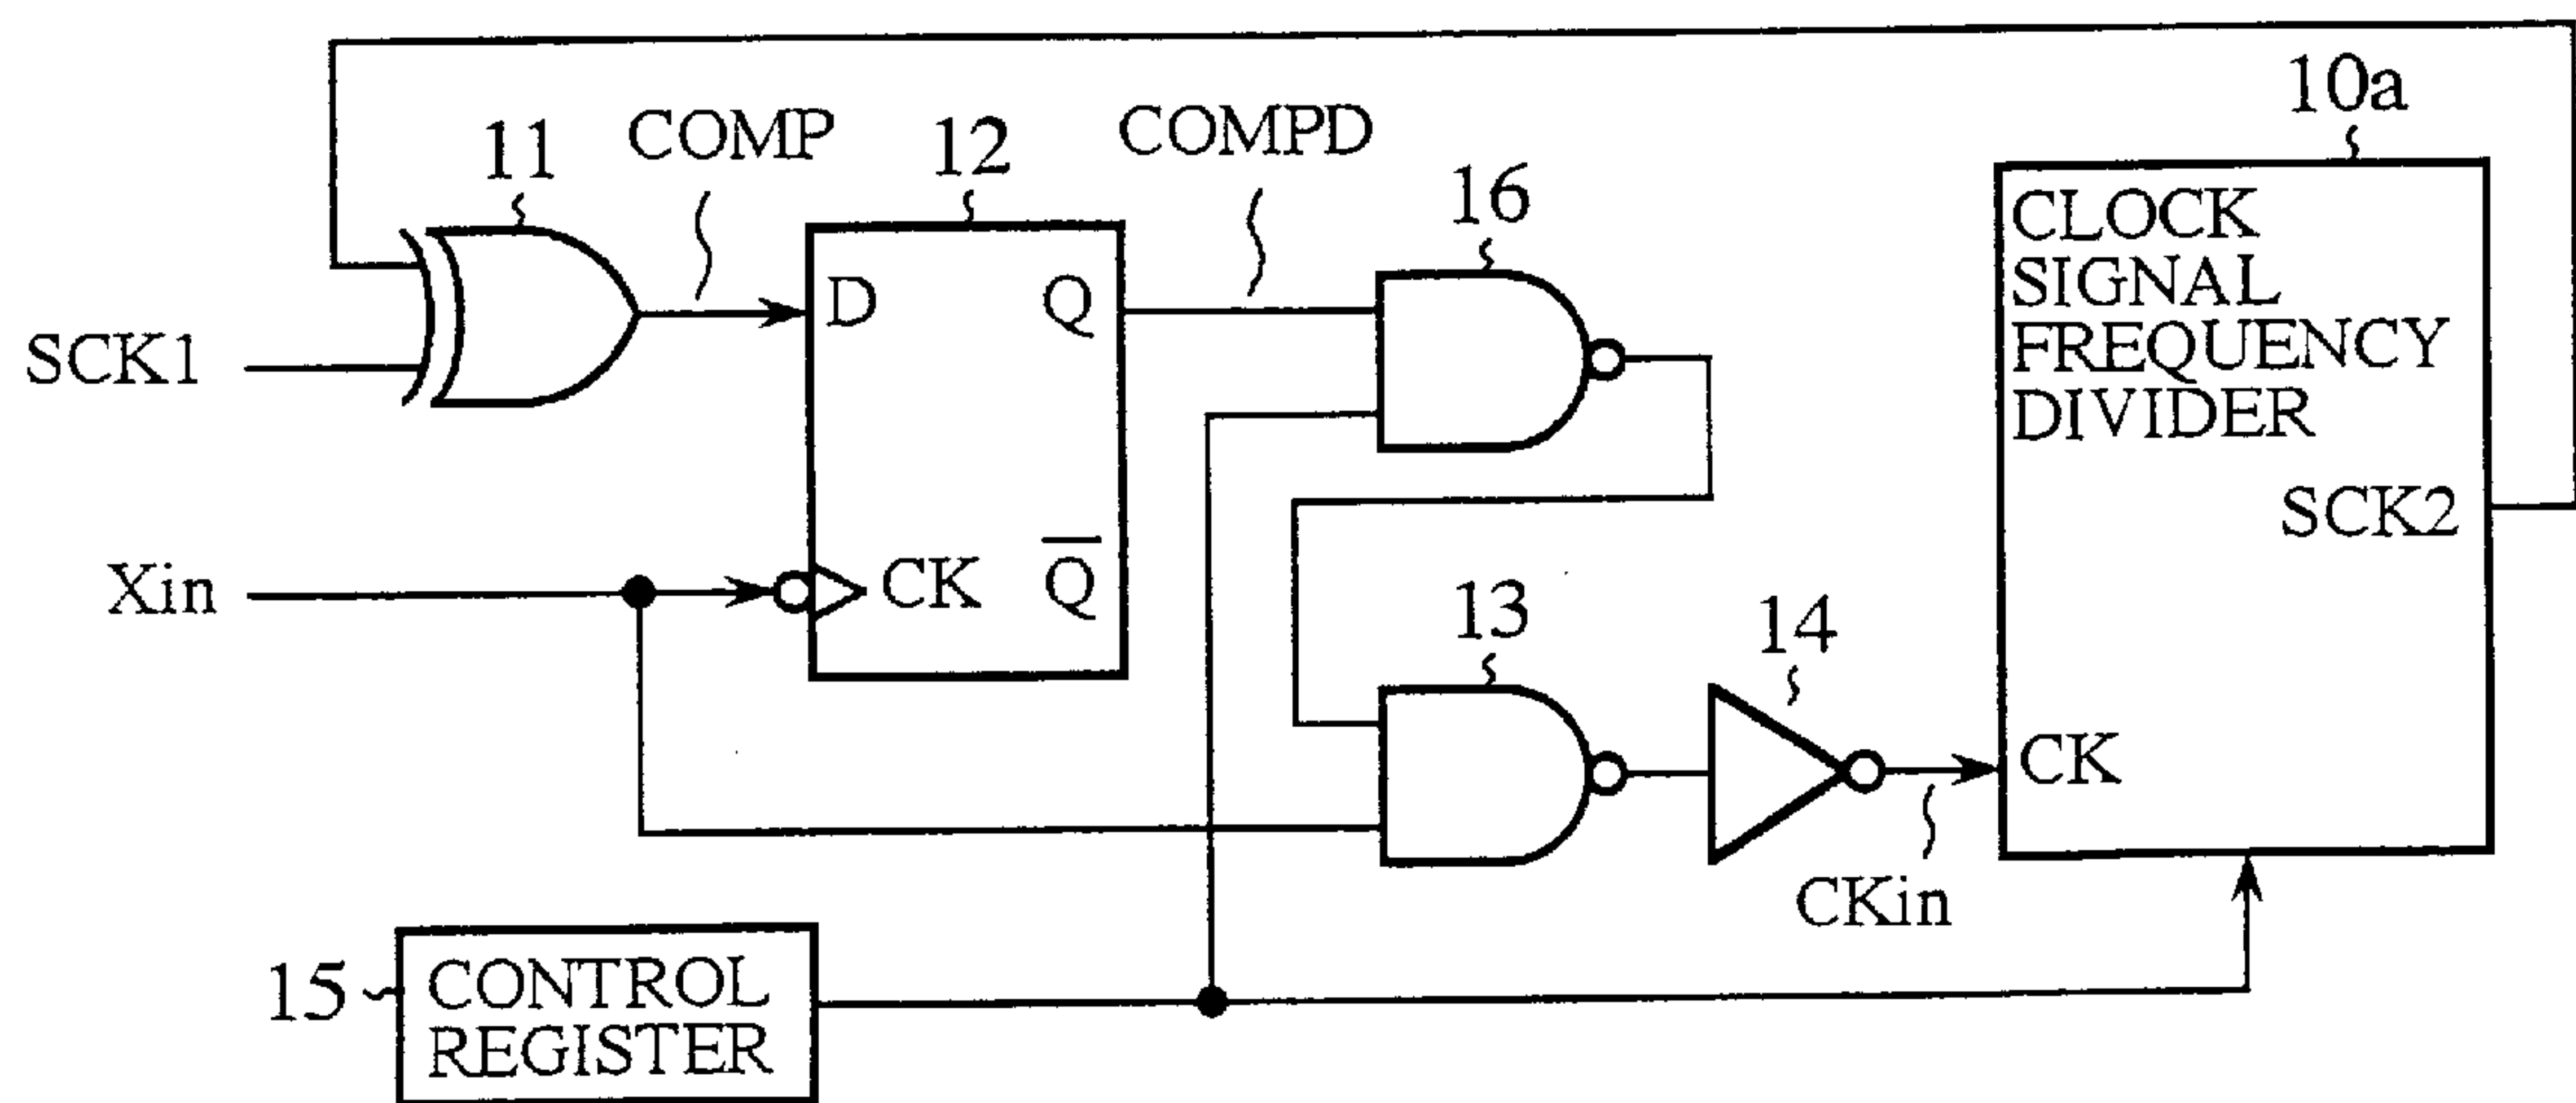 10a
11
COMP
12
COMPD
16
CLOCK
SIGNAL
FREQUENCY
DIVIDER
D
Q
SCK1
SCK2
Xin
CK
Q̅
13
14
CK
CKin
15
CONTROL
REGISTER